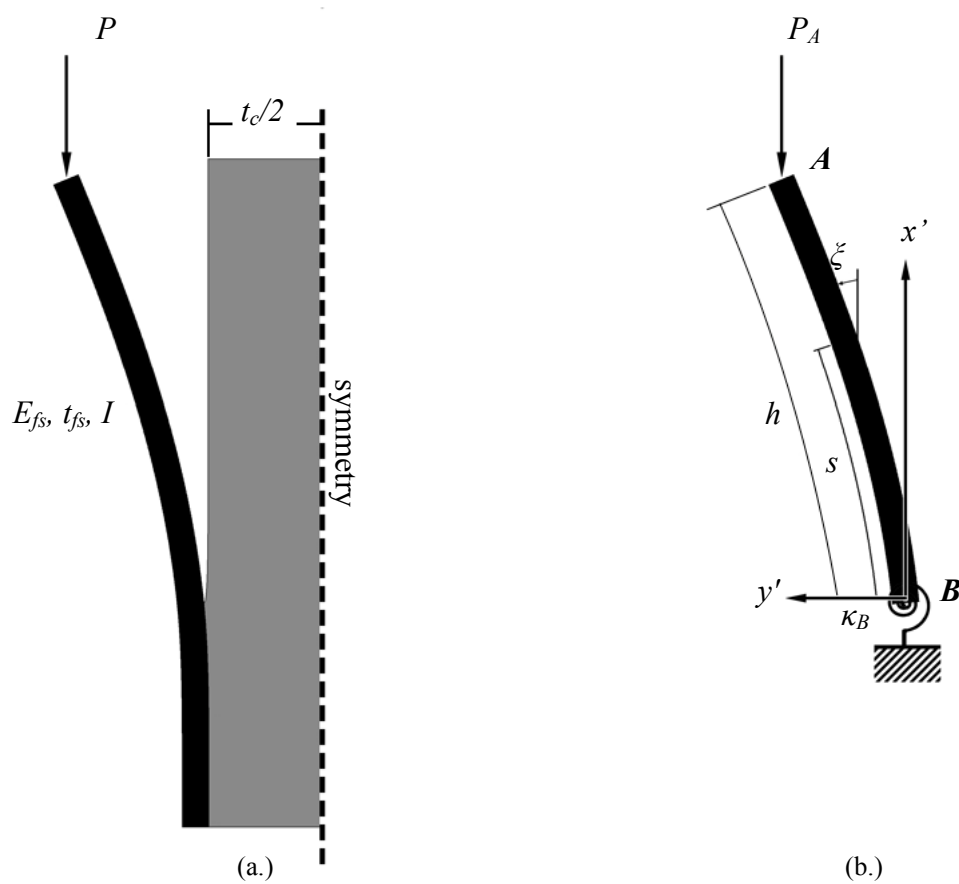 P
P_A
t_c/2
A
x’
ξ
symmetry
E_fs, t_fs, I
h
s
y'
κ_B
B
(a.)
(b.)